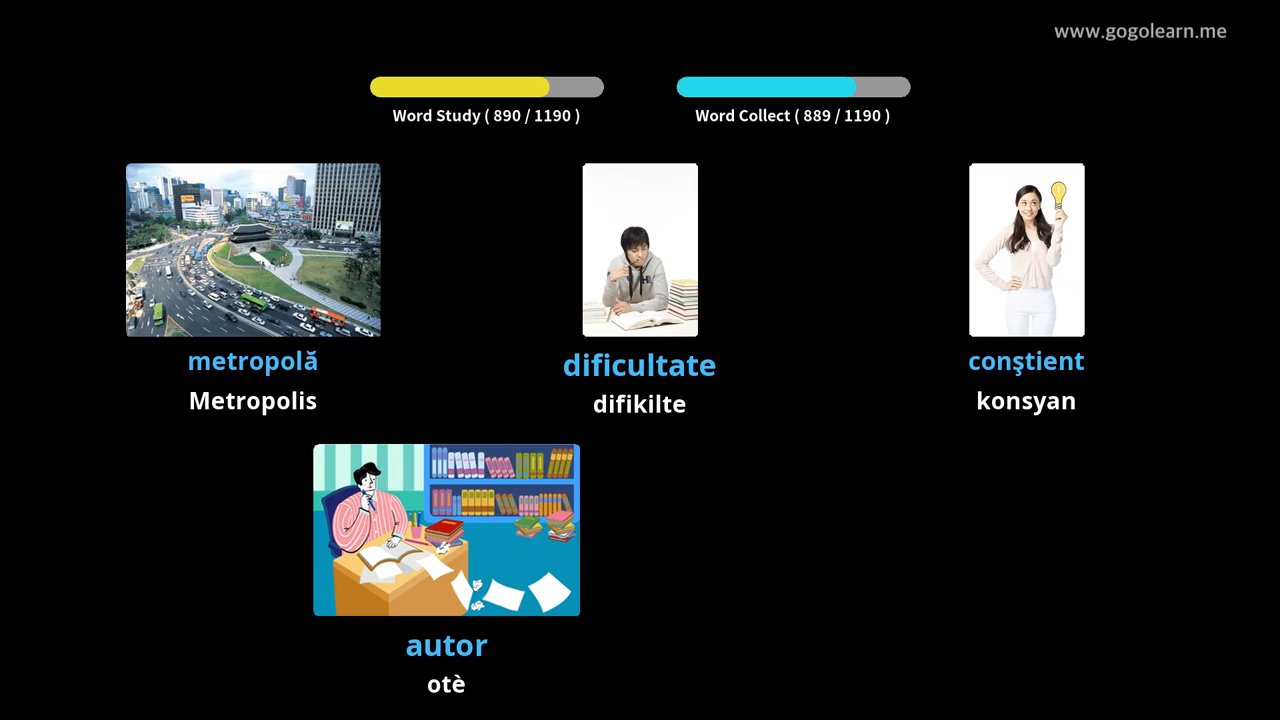 www.gogolearn.me
Word Study ( 890 / 1190 )
Word Collect ( 889 / 1190 )
metropolă
Metropolis
dificultate
difikilte
conştient
konsyan
autor
otè